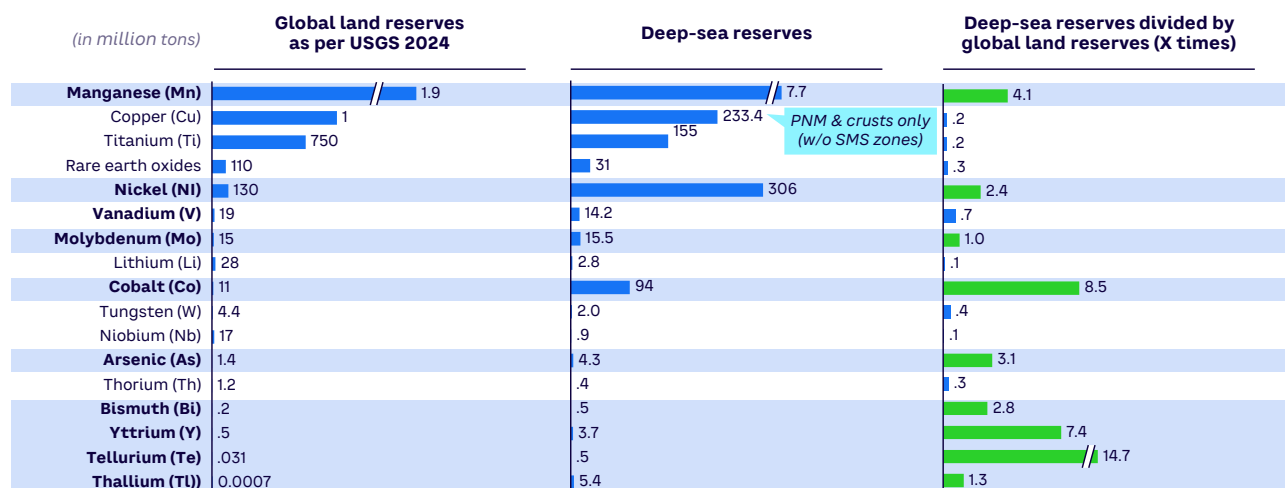 (in million tons)
Global land reserves
as per USGS 2024
Deep-sea reserves
Deep-sea reserves divided by
global land reserves (X times)
Manganese (Mn) 1.9 7.7 4.1
Copper (Cu) 1 233.4 .2
PNM & crusts only
(w/o SMS zones)
Titanium (Ti) 750 155 .2
Rare earth oxides 110 31 .3
Nickel (NI) 130 306 2.4
Vanadium (V) 19 14.2 .7
Molybdenum (Mo) 15 15.5 1.0
Lithium (Li) 28 2.8 .1
Cobalt (Co) 11 94 8.5
Tungsten (W) 4.4 2.0 .4
Niobium (Nb) 17 .9 .1
Arsenic (As) 1.4 4.3 3.1
Thorium (Th) 1.2 .4 .3
Bismuth (Bi) .2 .5 2.8
Yttrium (Y) .5 3.7 7.4
Tellurium (Te) .031 .5 14.7
Thallium (Tl)) 0.0007 5.4 1.3